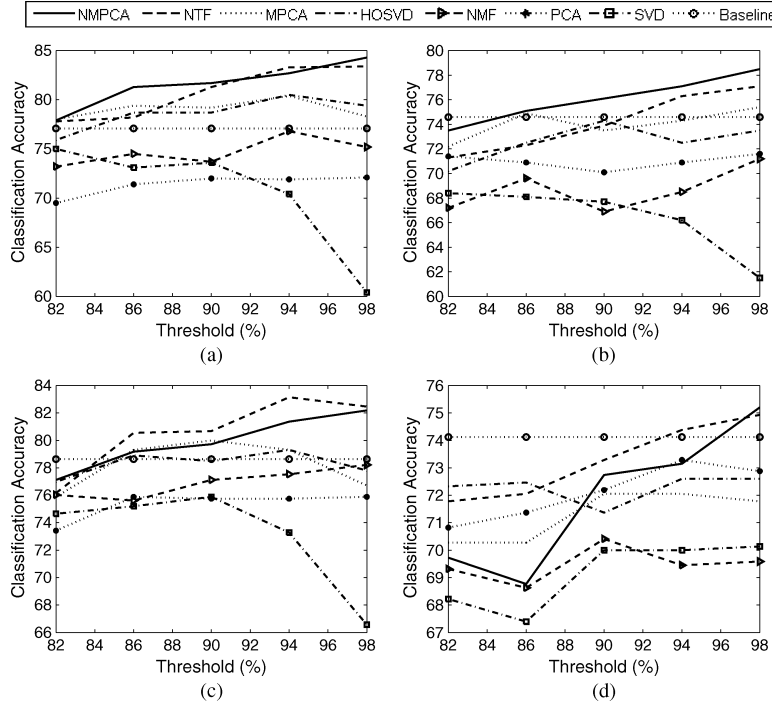 NMPCA NTF MPCA HOSVD NMF PCA SVD Baseline
85
80
75
70
65
60
Classification Accuracy
82 84 86 88 90 92 94 96 98
Threshold (%)
(a)
80
78
76
74
72
70
68
66
64
62
60
Classification Accuracy
82 84 86 88 90 92 94 96 98
Threshold (%)
(b)
84
82
80
78
76
74
72
70
68
66
Classification Accuracy
82 84 86 88 90 92 94 96 98
Threshold (%)
(c)
76
75
74
73
72
71
70
69
68
67
Classification Accuracy
82 84 86 88 90 92 94 96 98
Threshold (%)
(d)